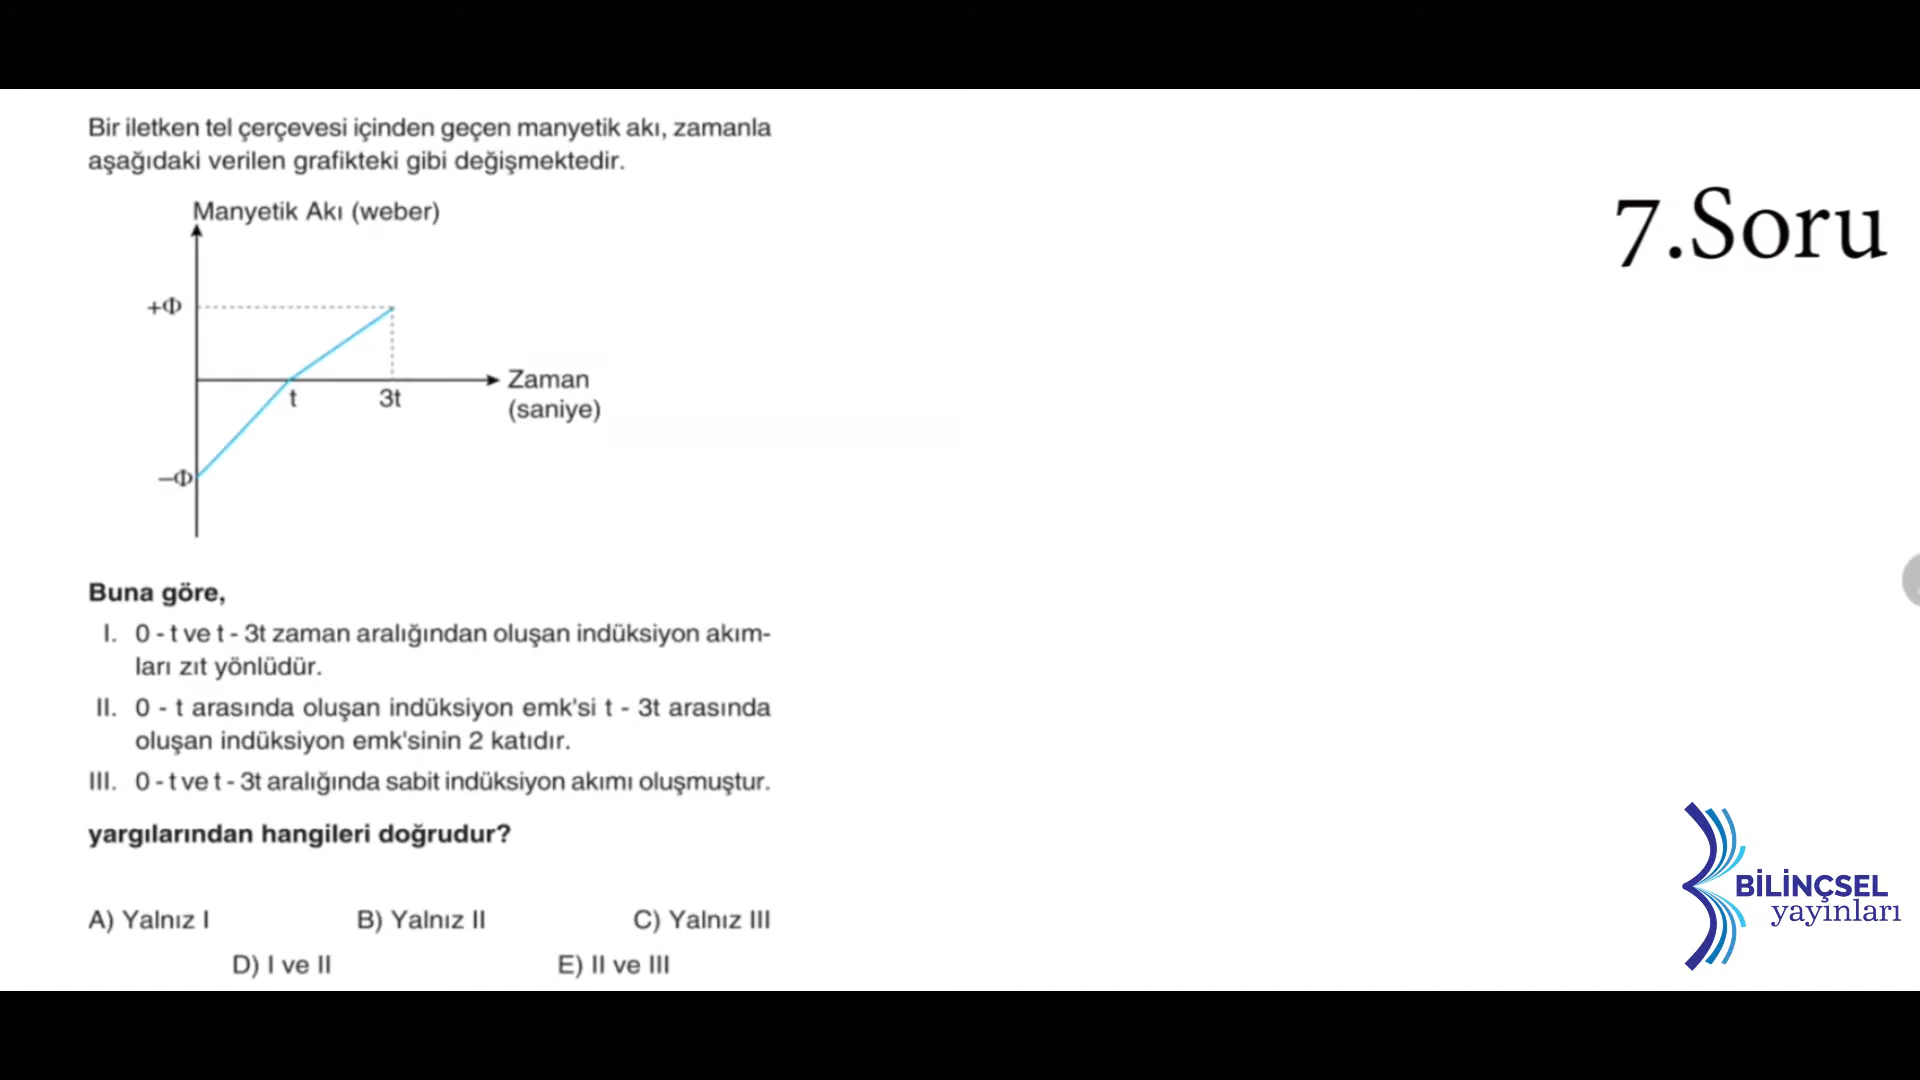 Bir iletken tel çerçevesi içinden geçen manyetik akı, zamanla
aşağıdaki verilen grafikteki gibi değişmektedir.
7.Soru
Manyetik Akı (weber)
+Φ
Zaman
(saniye)
t
3t
–Φ
Buna göre,
I. 0 - t ve t - 3t zaman aralığından oluşan indüksiyon akım-
ları zıt yönlüdür.
II. 0 - t arasında oluşan indüksiyon emk'si t - 3t arasında
oluşan indüksiyon emk'sinin 2 katıdır.
III. 0 - t ve t - 3t aralığında sabit indüksiyon akımı oluşmuştur.
yargılarından hangileri doğrudur?
A) Yalnız I B) Yalnız II C) Yalnız III
D) I ve II E) II ve III
BİLİNÇSEL
yayınları